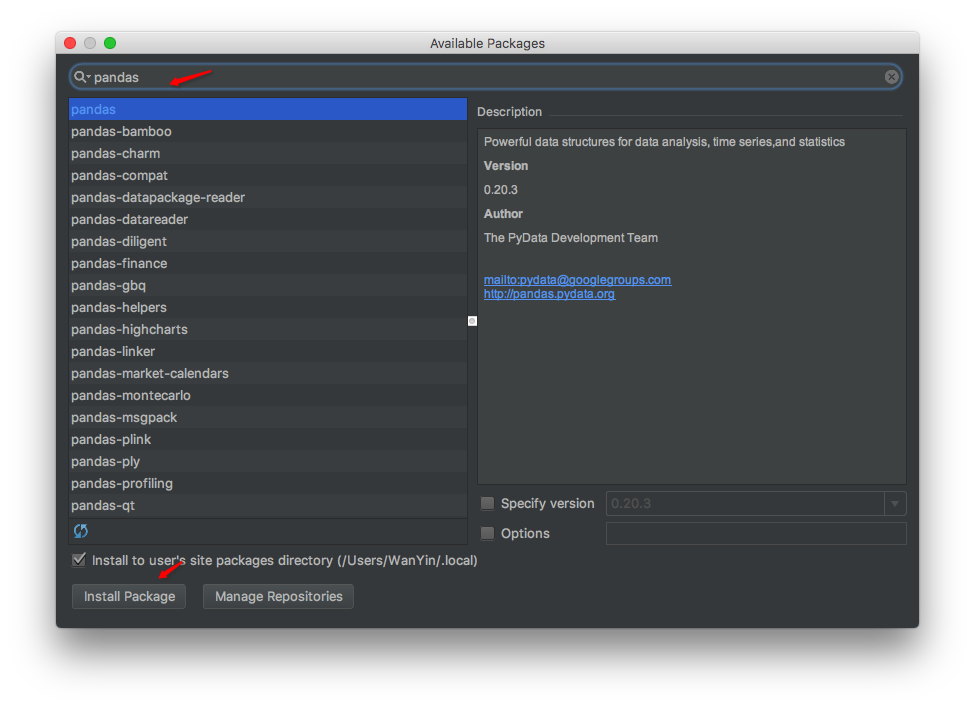 Available Packages
pandas
pandas
pandas-bamboo
pandas-charm
pandas-compat
pandas-datapackage-reader
pandas-datareader
pandas-diligent
pandas-finance
pandas-gbq
pandas-helpers
pandas-highcharts
pandas-linker
pandas-market-calendars
pandas-montecarlo
pandas-msgpack
pandas-plink
pandas-ply
pandas-profiling
pandas-qt
Description
Powerful data structures for data analysis, time series,and statistics
Version
0.20.3
Author
The PyData Development Team
mailto:pydata@googlegroups.com
http://pandas.pydata.org
Specify version 0.20.3
Options
Install to user's site packages directory (/Users/WanYin/.local)
Install Package Manage Repositories